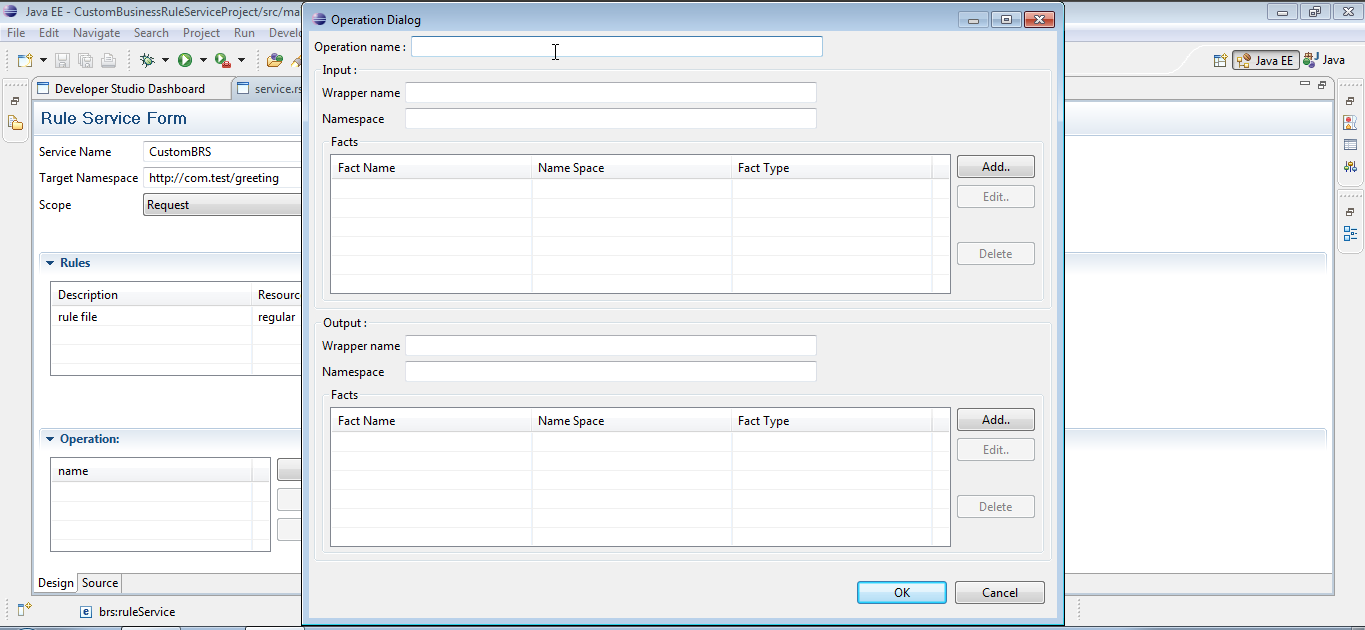 Java EE - CustomBusinessRuleServiceProject/src/ma
Operation Dialog
File Edit Navigate Search Project Run Develo
Operation name :
Input :
Wrapper name
Namespace
Facts
Fact Name Name Space Fact Type
Add..
Edit..
Delete
Output :
Wrapper name
Namespace
Facts
Fact Name Name Space Fact Type
Add..
Edit..
Delete
OK Cancel
Java EE Java
Developer Studio Dashboard service.rs
Rule Service Form
Service Name CustomBRS
Target Namespace http://com.test/greeting
Scope Request
Rules
Description Resourc
rule file regular
Operation:
name
Design Source
e brs:ruleService